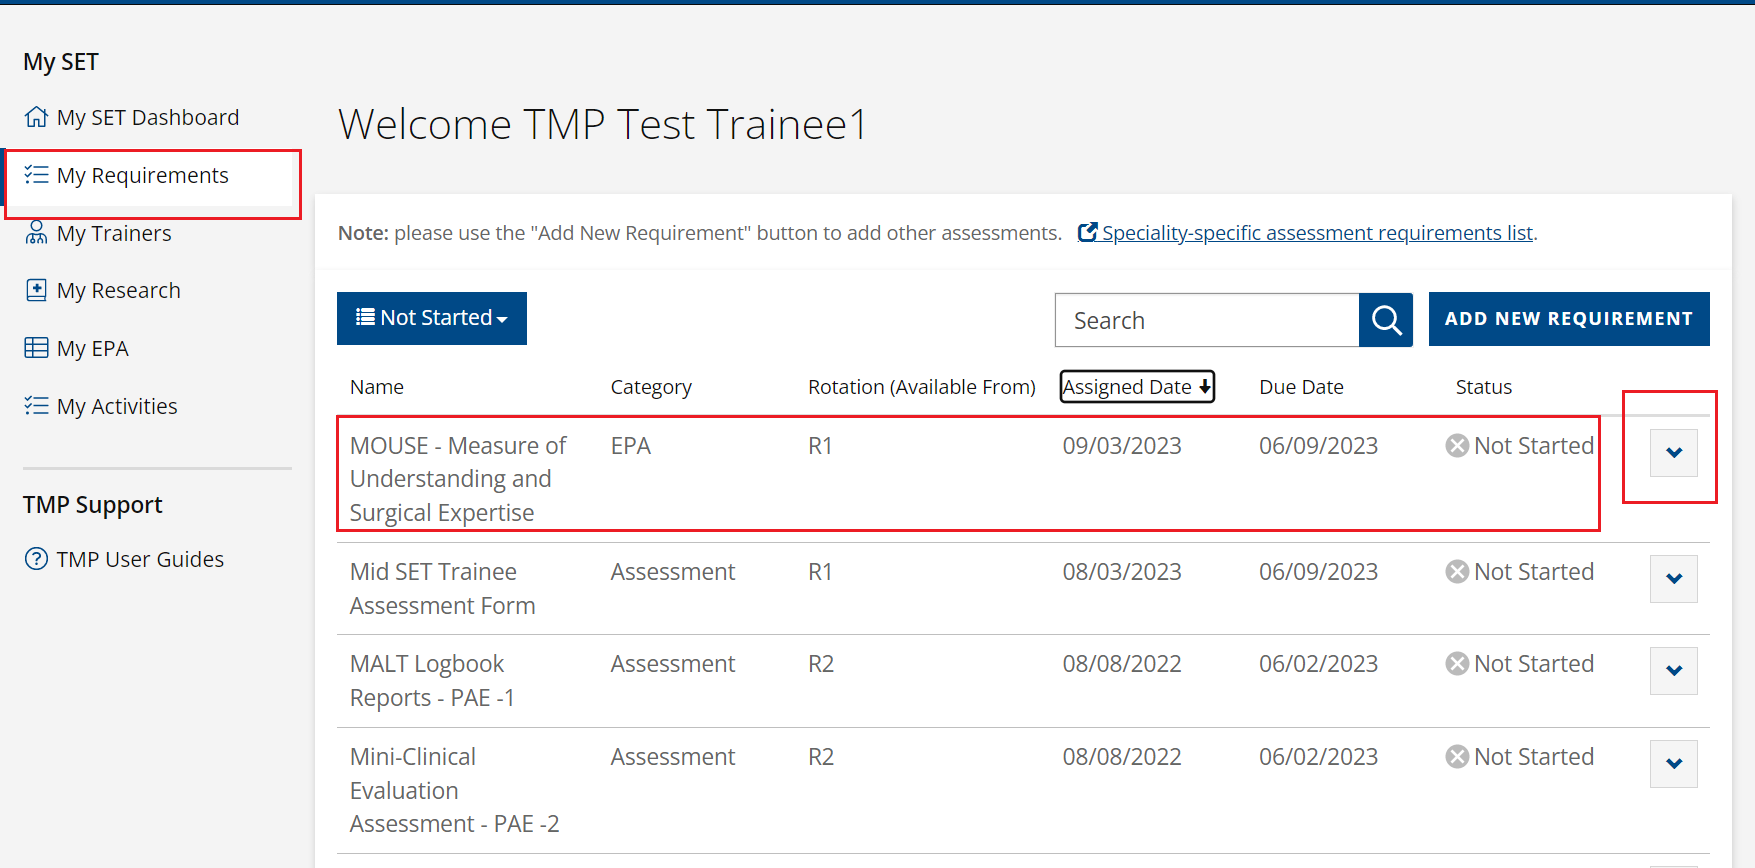 My SET
My SET Dashboard
My Requirements
My Trainers
My Research
My EPA
My Activities
TMP Support
TMP User Guides
Welcome TMP Test Trainee1
Note: please use the "Add New Requirement" button to add other assessments. Speciality-specific assessment requirements list.
Not Started
Search
ADD NEW REQUIREMENT
Name Category Rotation (Available From) Assigned Date Due Date Status
MOUSE - Measure of EPA R1 09/03/2023 06/09/2023 Not Started
Understanding and
Surgical Expertise
Mid SET Trainee Assessment R1 08/03/2023 06/09/2023 Not Started
Assessment Form
MALT Logbook Assessment R2 08/08/2022 06/02/2023 Not Started
Reports - PAE -1
Mini-Clinical Assessment R2 08/08/2022 06/02/2023 Not Started
Evaluation
Assessment - PAE -2